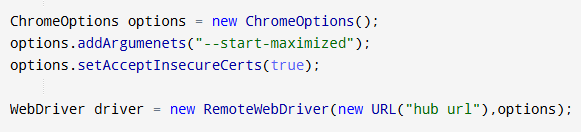 ChromeOptions options = new ChromeOptions();
options.addArgumenets("--start-maximized");
options.setAcceptInsecureCerts(true);
WebDriver driver = new RemoteWebDriver(new URL("hub url"),options);